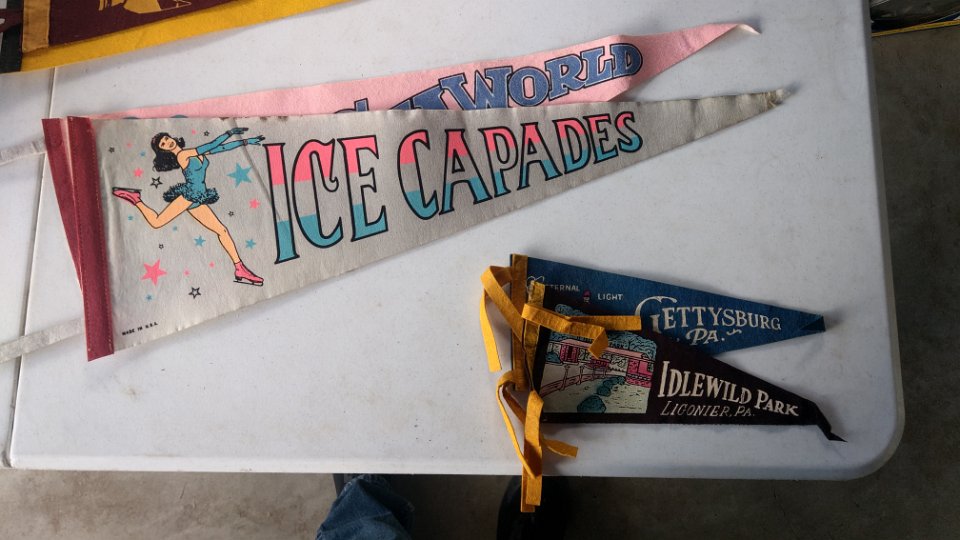 WORLD
ICE CAPADES
MADE IN U.S.A.
ETERNAL LIGHT
GETTYSBURG
PA.
IDLEWILD PARK
LIGONIER, PA.